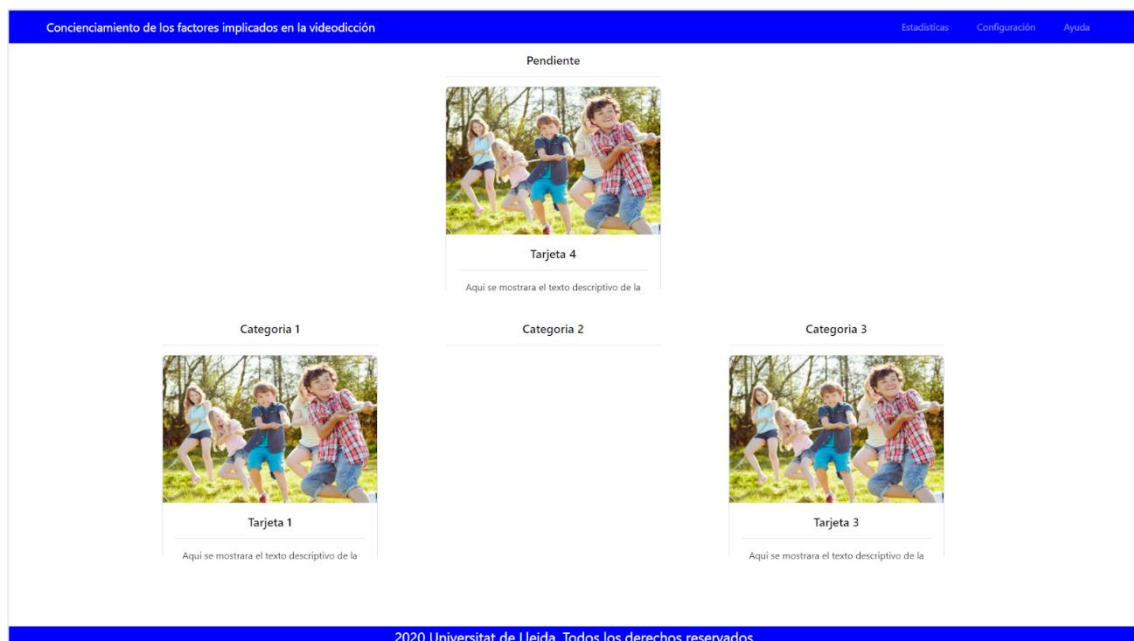 Concienciamiento de los factores implicados en la videodicción
Estadisticas Configuración Ayuda
Pendiente
Tarjeta 4
Aqui se mostrara el texto descriptivo de la
Categoria 1 Categoria 2 Categoria 3
Tarjeta 1 Tarjeta 3
Aqui se mostrara el texto descriptivo de la Aqui se mostrara el texto descriptivo de la
2020 Universitat de Lleida. Todos los derechos reservados